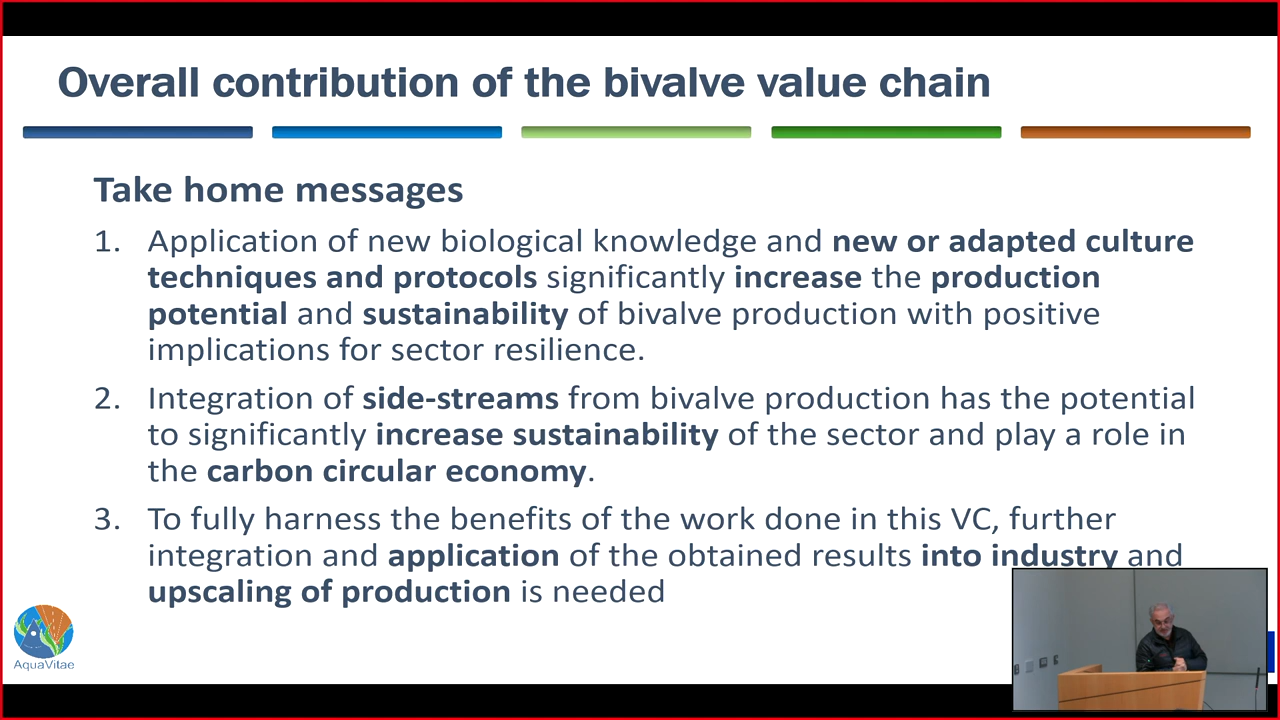 Overall contribution of the bivalve value chain
Take home messages
1. Application of new biological knowledge and new or adapted culture
techniques and protocols significantly increase the production
potential and sustainability of bivalve production with positive
implications for sector resilience.
2. Integration of side-streams from bivalve production has the potential
to significantly increase sustainability of the sector and play a role in
the carbon circular economy.
3. To fully harness the benefits of the work done in this VC, further
integration and application of the obtained results into industry and
upscaling of production is needed
AquaVitae